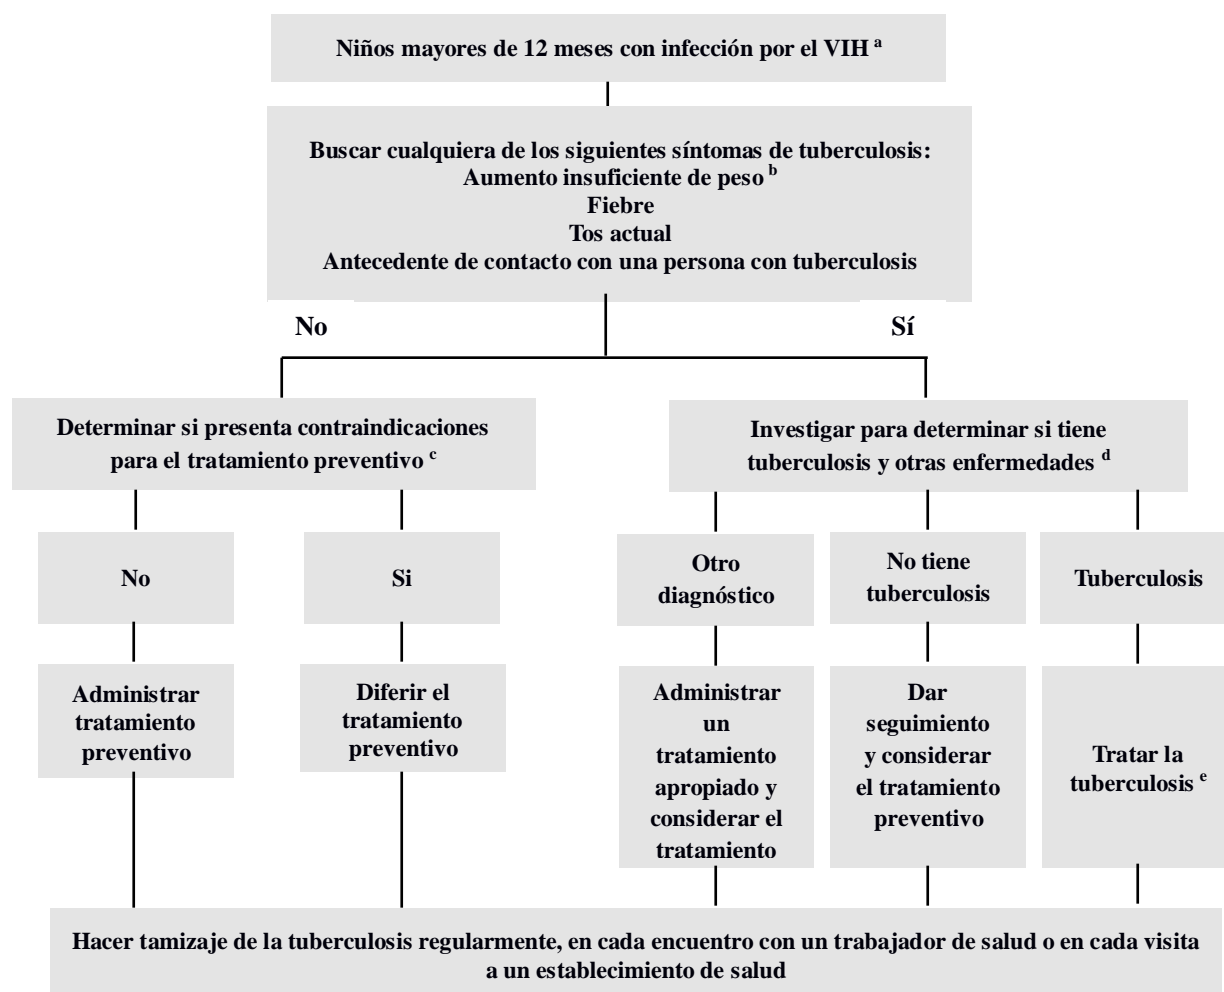 Niños mayores de 12 meses con infección por el VIH a
Buscar cualquiera de los siguientes síntomas de tuberculosis:
Aumento insuficiente de peso b
Fiebre
Tos actual
Antecedente de contacto con una persona con tuberculosis
No
Sí
Determinar si presenta contraindicaciones
para el tratamiento preventivo c
Investigar para determinar si tiene
tuberculosis y otras enfermedades d
No
Si
Otro
diagnóstico
No tiene
tuberculosis
Tuberculosis
Administrar
tratamiento
preventivo
Diferir el
tratamiento
preventivo
Administrar
un
tratamiento
apropiado y
considerar el
tratamiento
Dar
seguimiento
y considerar
el tratamiento
preventivo
Tratar la
tuberculosis e
Hacer tamizaje de la tuberculosis regularmente, en cada encuentro con un trabajador de salud o en cada visita
a un establecimiento de salud